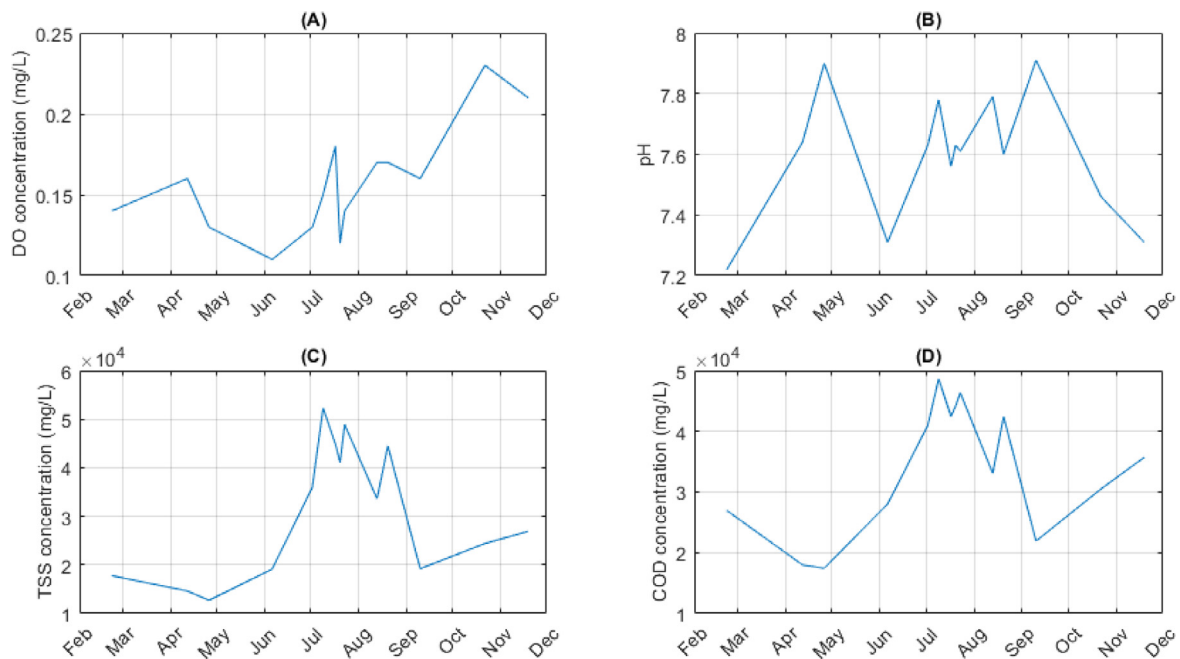 (A)
DO concentration (mg/L)
0.25
0.2
0.15
0.1
Feb Mar Apr May Jun Jul Aug Sep Oct Nov Dec
(B)
pH
8
7.8
7.6
7.4
7.2
Feb Mar Apr May Jun Jul Aug Sep Oct Nov Dec
(C)
×10⁴
TSS concentration (mg/L)
6
5
4
3
2
1
Feb Mar Apr May Jun Jul Aug Sep Oct Nov Dec
(D)
×10⁴
COD concentration (mg/L)
5
4
3
2
1
Feb Mar Apr May Jun Jul Aug Sep Oct Nov Dec